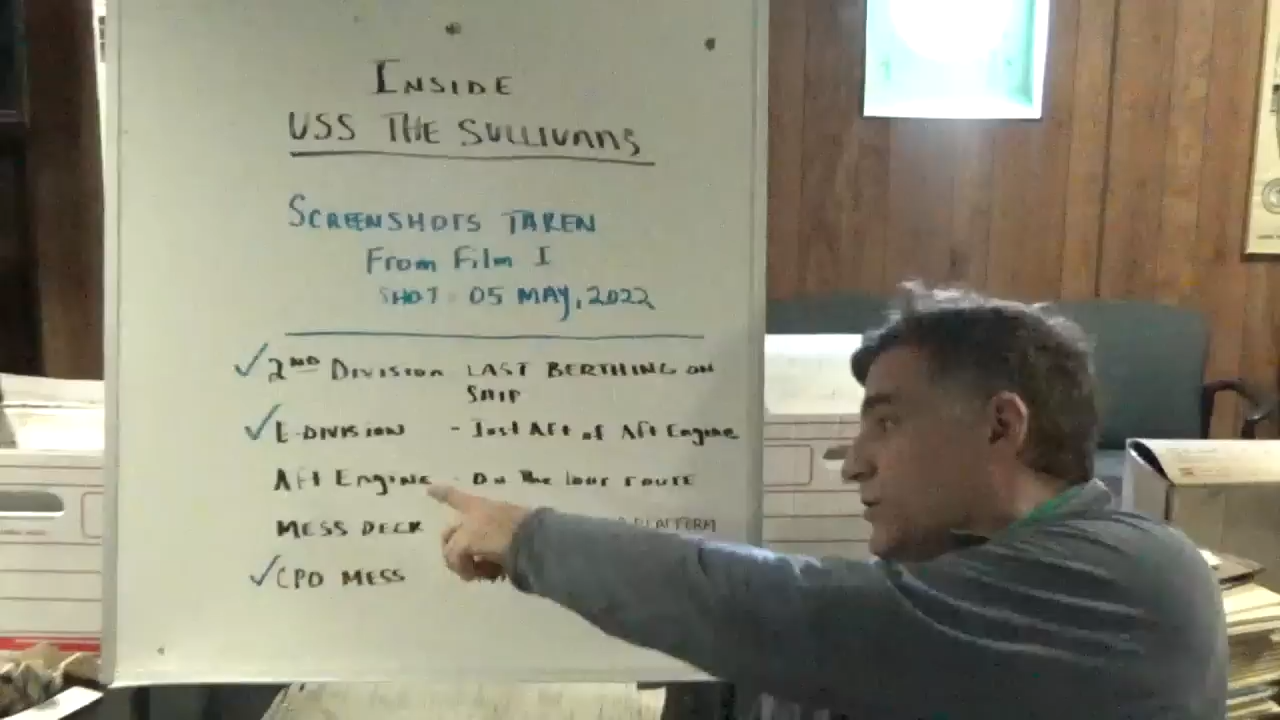 INSIDE
USS THE SULLIVANS
SCREENSHOTS TAKEN
From Film I
SHOT 05 MAY, 2022
✓ 2ND DIVISION LAST BERTHING ON
SHIP
✓ E-DIVISION - Just Aft of Aft Engine
Aft Engine - On The tour route
MESS DECK PLATFORM
✓ CPO MESS